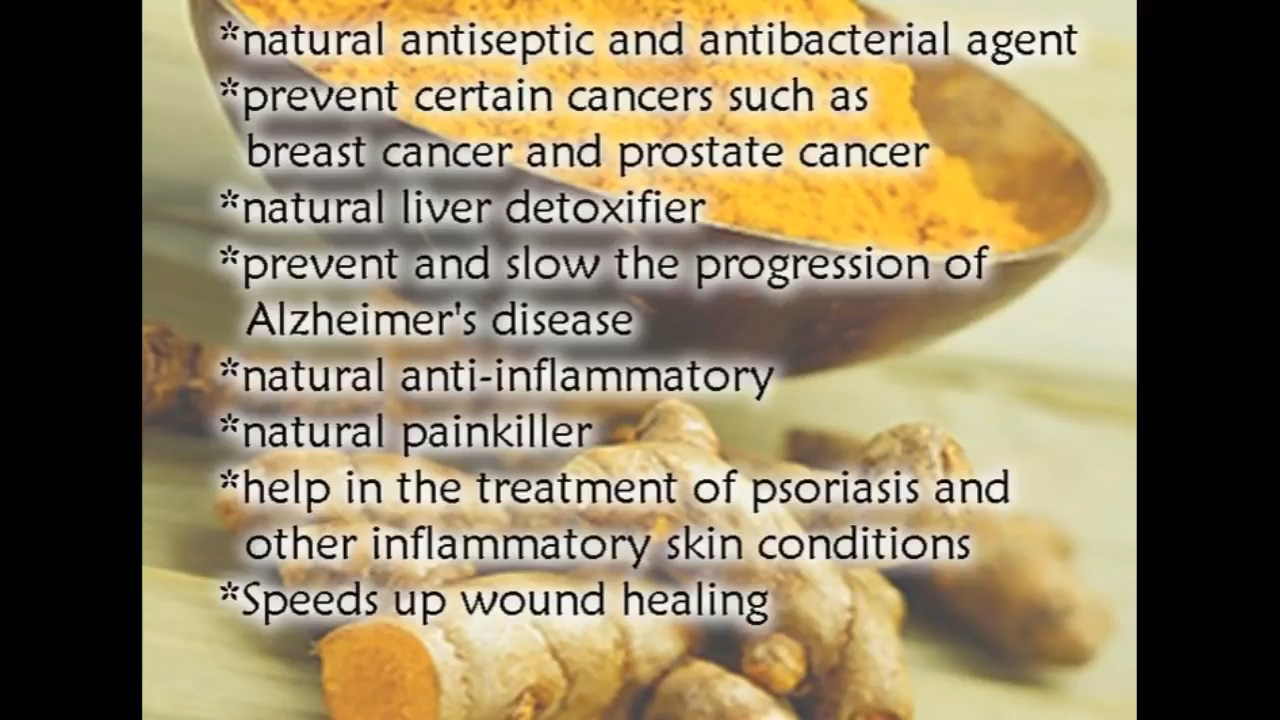 *natural antiseptic and antibacterial agent
*prevent certain cancers such as
breast cancer and prostate cancer
*natural liver detoxifier
*prevent and slow the progression of
Alzheimer's disease
*natural anti-inflammatory
*natural painkiller
*help in the treatment of psoriasis and
other inflammatory skin conditions
*Speeds up wound healing